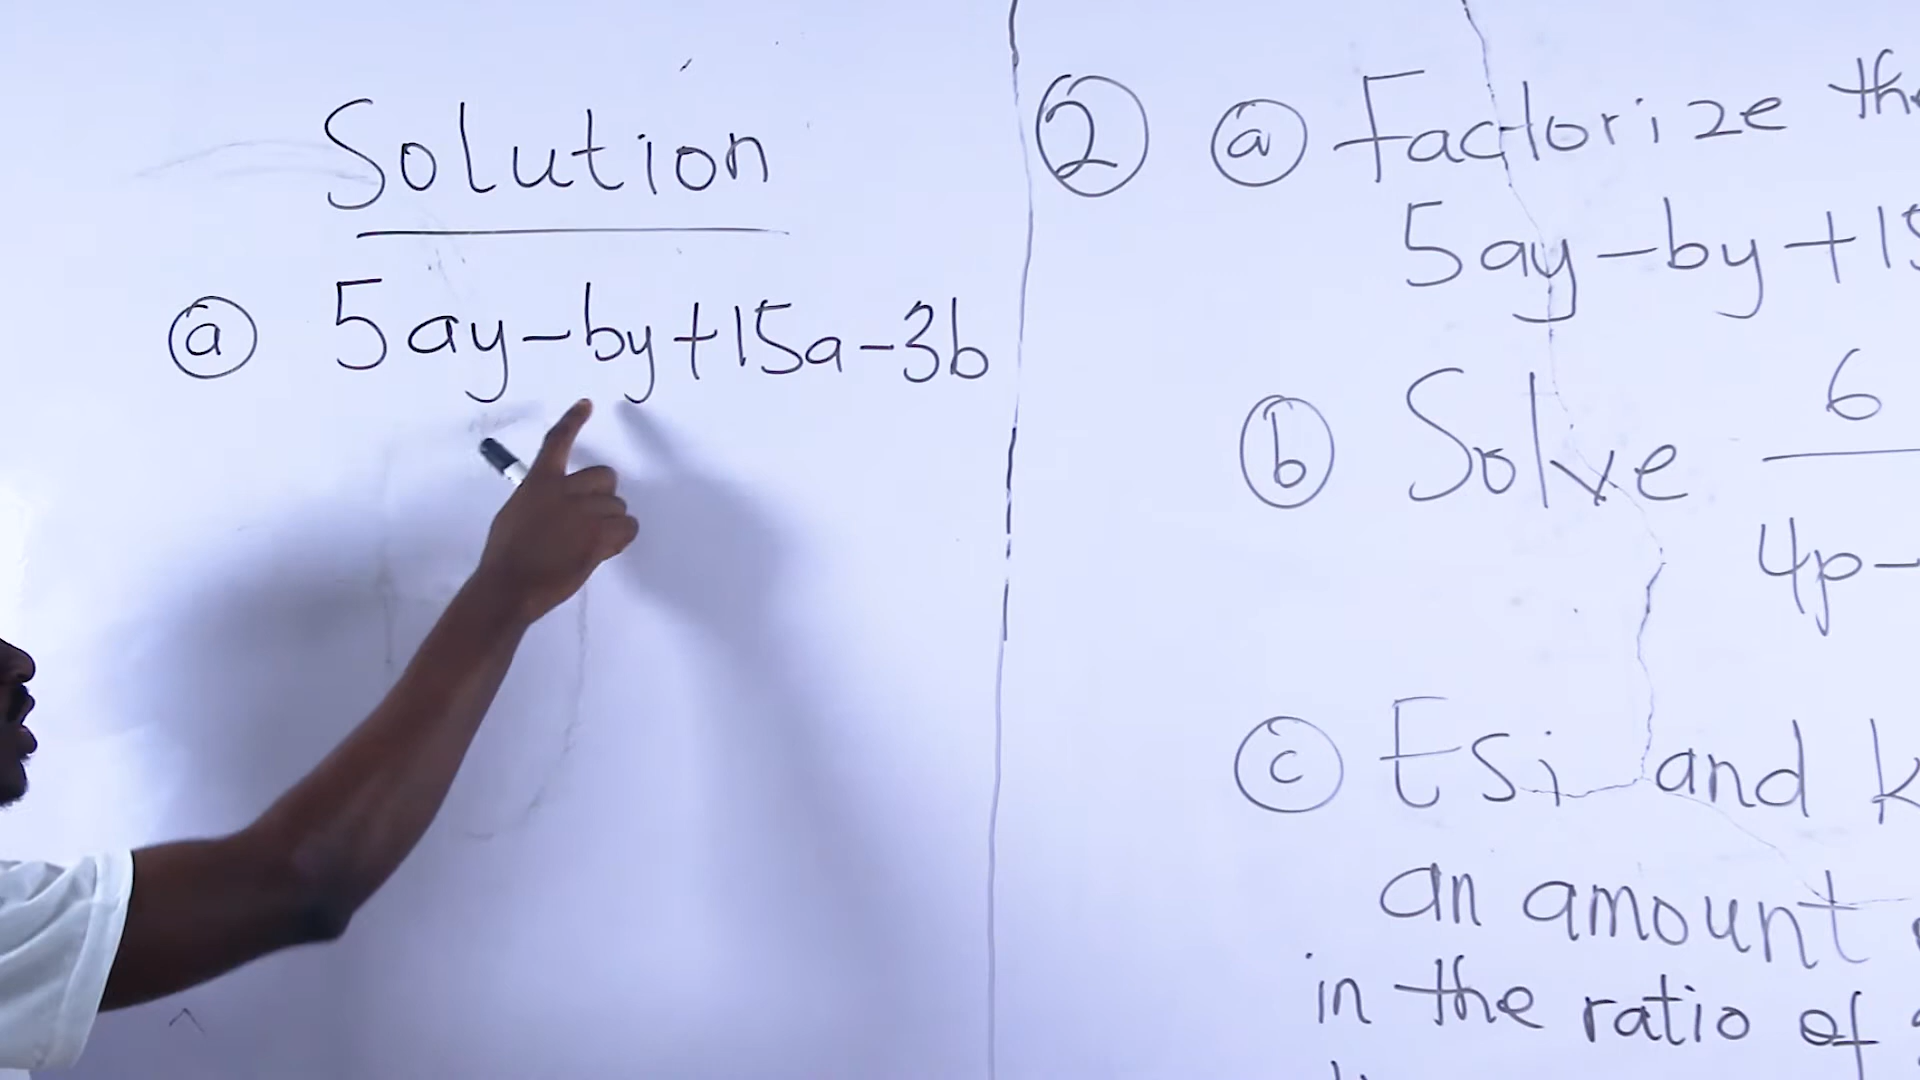 Solution
ⓐ 5ay-by+15a-3b
② ⓐ Factorize the
5ay-by+15
ⓑ Solve 6
4p-
ⓒ Esi and K
an amount
in the ratio of